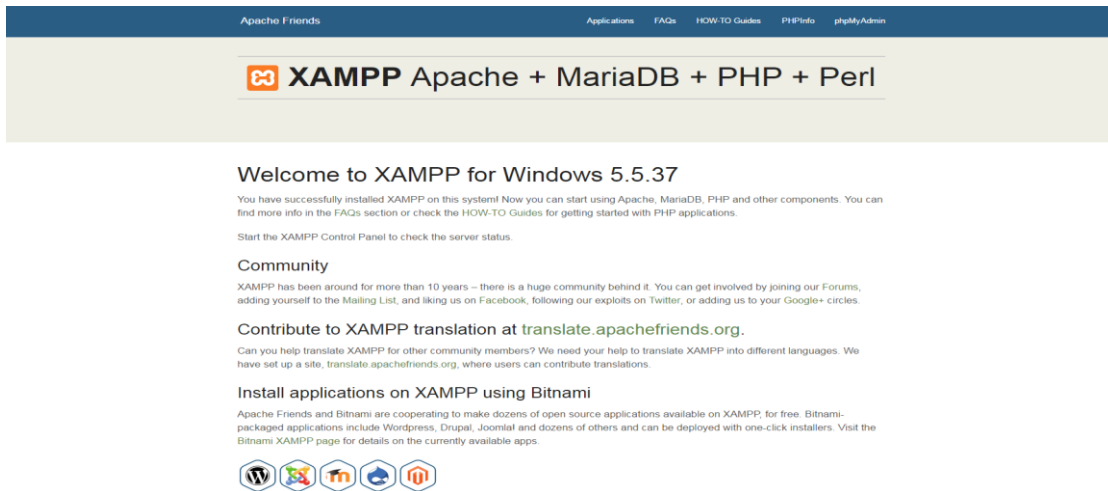 Apache Friends Applications FAQs HOW-TO Guides PHPInfo phpMyAdmin
XAMPP Apache + MariaDB + PHP + Perl
Welcome to XAMPP for Windows 5.5.37
You have successfully installed XAMPP on this system! Now you can start using Apache, MariaDB, PHP and other components. You can
find more info in the FAQs section or check the HOW-TO Guides for getting started with PHP applications.
Start the XAMPP Control Panel to check the server status.
Community
XAMPP has been around for more than 10 years – there is a huge community behind it. You can get involved by joining our Forums,
adding yourself to the Mailing List, and liking us on Facebook, following our exploits on Twitter, or adding us to your Google+ circles.
Contribute to XAMPP translation at translate.apachefriends.org.
Can you help translate XAMPP for other community members? We need your help to translate XAMPP into different languages. We
have set up a site, translate.apachefriends.org, where users can contribute translations.
Install applications on XAMPP using Bitnami
Apache Friends and Bitnami are cooperating to make dozens of open source applications available on XAMPP, for free. Bitnami-
packaged applications include Wordpress, Drupal, Joomla! and dozens of others and can be deployed with one-click installers. Visit the
Bitnami XAMPP page for details on the currently available apps.